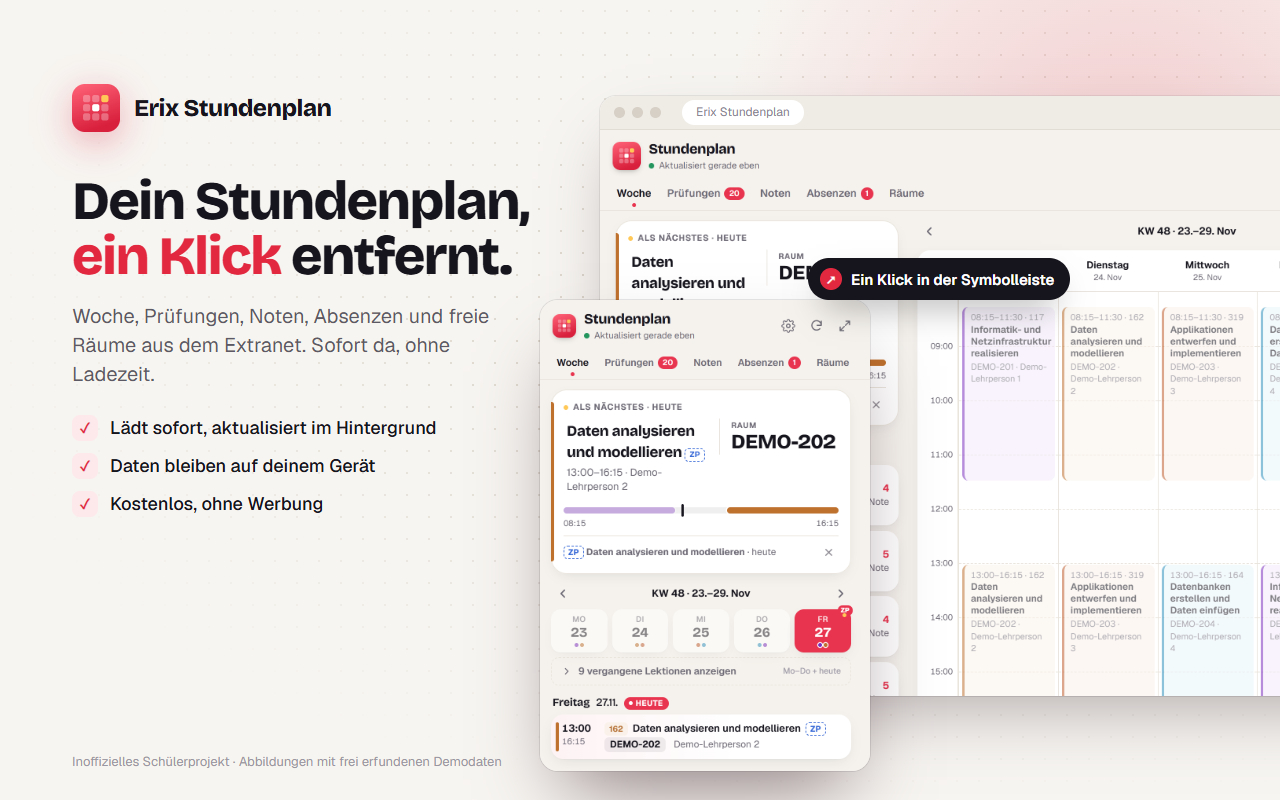 Erix Stundenplan
Dein Stundenplan,
ein Klick entfernt.
Woche, Prüfungen, Noten, Absenzen und freie
Räume aus dem Extranet. Sofort da, ohne
Ladezeit.
✓ Lädt sofort, aktualisiert im Hintergrund
✓ Daten bleiben auf deinem Gerät
✓ Kostenlos, ohne Werbung
Inoffizielles Schülerprojekt · Abbildungen mit frei erfundenen Demodaten
Erix Stundenplan
Stundenplan
Aktualisiert gerade eben
Woche Prüfungen 20 Noten Absenzen 1 Räume
ALS NÄCHSTES · HEUTE
Daten
analysieren und
RAUM
KW 48 · 23.–29. Nov
Ein Klick in der Symbolleiste
Dienstag
24. Nov
Mittwoch
25. Nov
09:00
10:00
11:00
12:00
13:00
14:00
15:00
08:15–11:30 · 117
Informatik- und
Netzinfrastruktur
realisieren
DEMO-201 · Demo-
Lehrperson 1
08:15–11:30 · 162
Daten
analysieren und
modellieren
DEMO-202 ·
Demo-Lehrperson
2
08:15–11:30 · 319
Applikationen
entwerfen und
implementieren
DEMO-203 ·
Demo-Lehrperson
3
13:00–16:15 · 162
Daten
analysieren und
modellieren
DEMO-202 ·
Demo-Lehrperson
2
13:00–16:15 · 319
Applikationen
entwerfen und
implementieren
DEMO-203 ·
Demo-Lehrperson
3
13:00–16:15 · 164
Datenbanken
erstellen und
Daten einfügen
DEMO-204 ·
Demo-Lehrperson
4
4
Note
5
Note
4
Note
5
Stundenplan
Aktualisiert gerade eben
Woche Prüfungen 20 Noten Absenzen 1 Räume
ALS NÄCHSTES · HEUTE
Daten analysieren
und modellieren ZP
13:00–16:15 · Demo-
Lehrperson 2
RAUM
DEMO-202
08:15 16:15
ZP Daten analysieren und modellieren · heute
KW 48 · 23.–29. Nov
MO DI MI DO FR ZP
23 24 25 26 27
9 vergangene Lektionen anzeigen Mo–Do + heute
Freitag 27.11. HEUTE
13:00 162 Daten analysieren und modellieren ZP
16:15 DEMO-202 Demo-Lehrperson 2